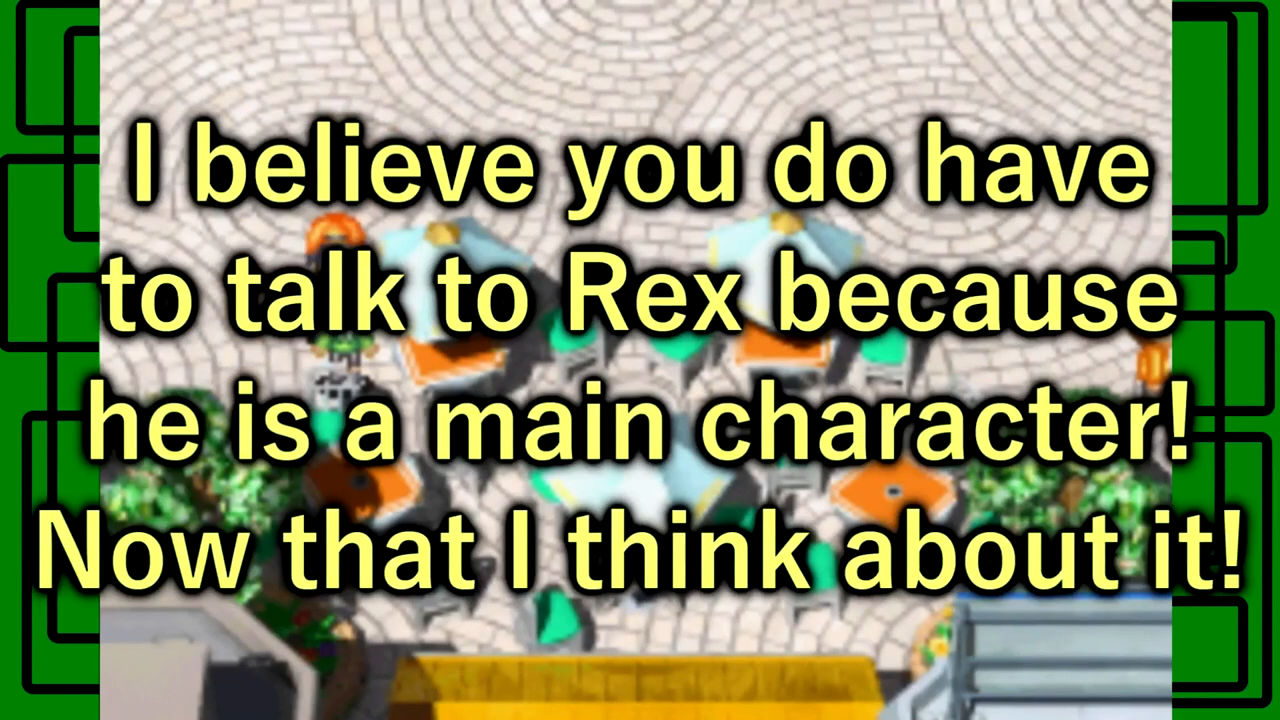 I believe you do have
to talk to Rex because
he is a main character!
Now that I think about it!